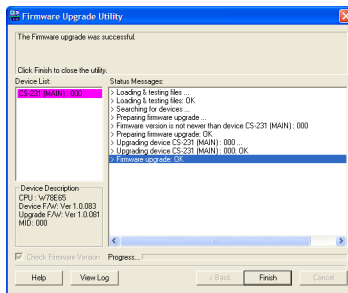 Firmware Upgrade Utility
The Firmware upgrade was successful.
Click Finish to close the utility.
Device List:
CS-231 (MAIN) : 000
Status Messages:
> Loading & testing files ...
> Loading & testing files: OK
> Searching for devices ...
> Preparing firmware upgrade ...
> Firmware version is not newer than device CS-231 (MAIN) : 000
> Preparing firmware upgrade: OK
> Upgrading device CS-231 (MAIN) : 000 ...
> Upgrading device CS-231 (MAIN) : 000: OK
> Firmware upgrade: OK
Device Description
CPU : W78E65
Device F/W: Ver 1.0.083
Upgrade F/W: Ver 1.0.081
MID: 000
Check Firmware Version
Progress...
Help
View Log
< Back
Finish
Cancel